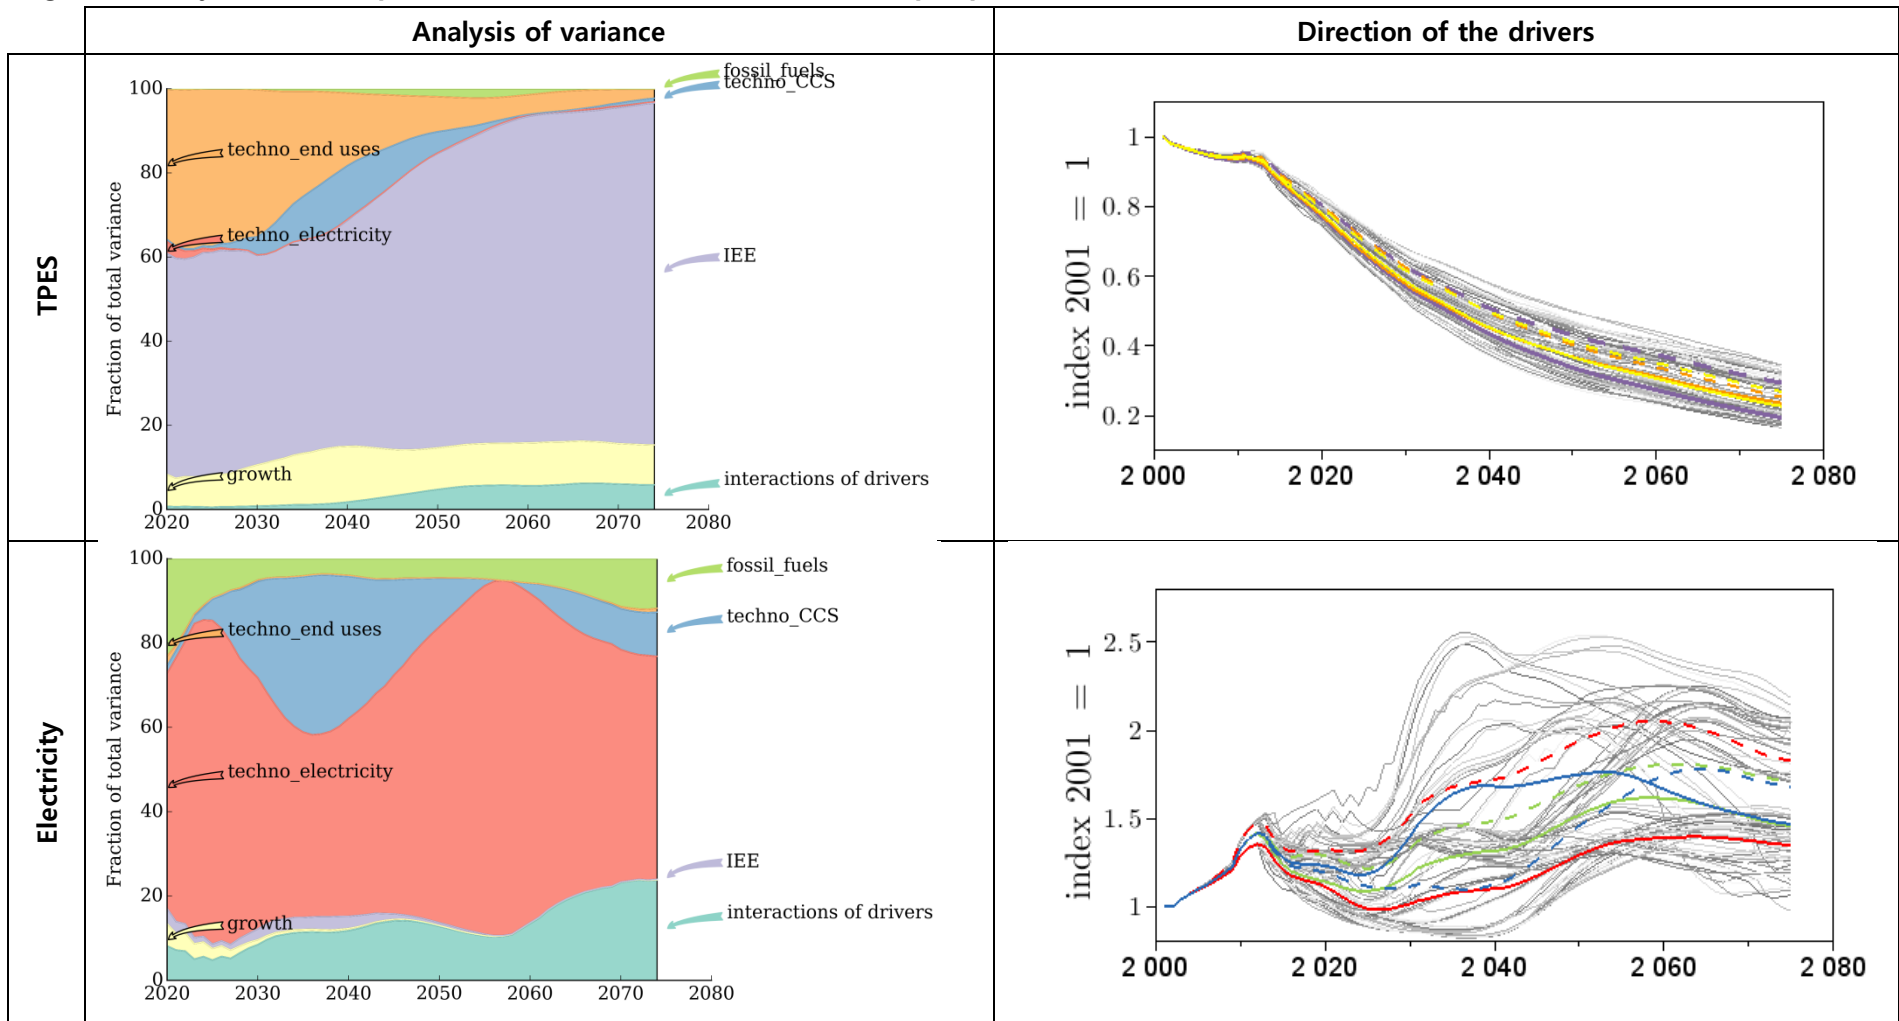 Analysis of variance
Direction of the drivers
TPES
Fraction of total variance
100
80
60
40
20
0
2020
2030
2040
2050
2060
2070
2080
techno_end uses
techno_electricity
growth
fossil_fuels
techno_CCS
IEE
interactions of drivers
index 2001 = 1
1
0.8
0.6
0.4
0.2
2 000
2 020
2 040
2 060
2 080
Electricity
Fraction of total variance
100
80
60
40
20
0
2020
2030
2040
2050
2060
2070
2080
techno_end uses
techno_electricity
growth
fossil_fuels
techno_CCS
IEE
interactions of drivers
index 2001 = 1
2.5
2
1.5
1
2 000
2 020
2 040
2 060
2 080